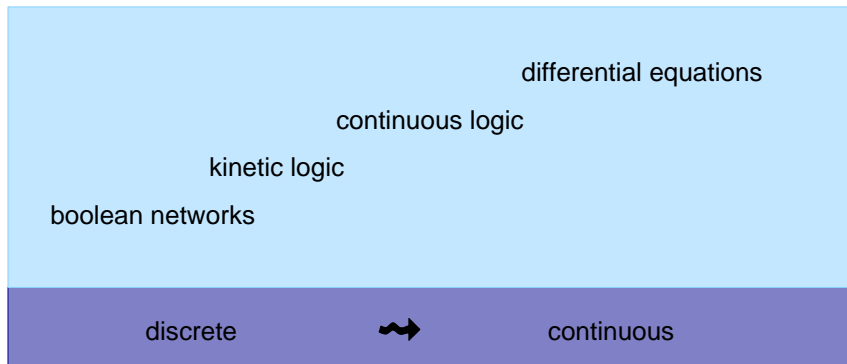 differential equations
continuous logic
kinetic logic
boolean networks
discrete ⇝ continuous